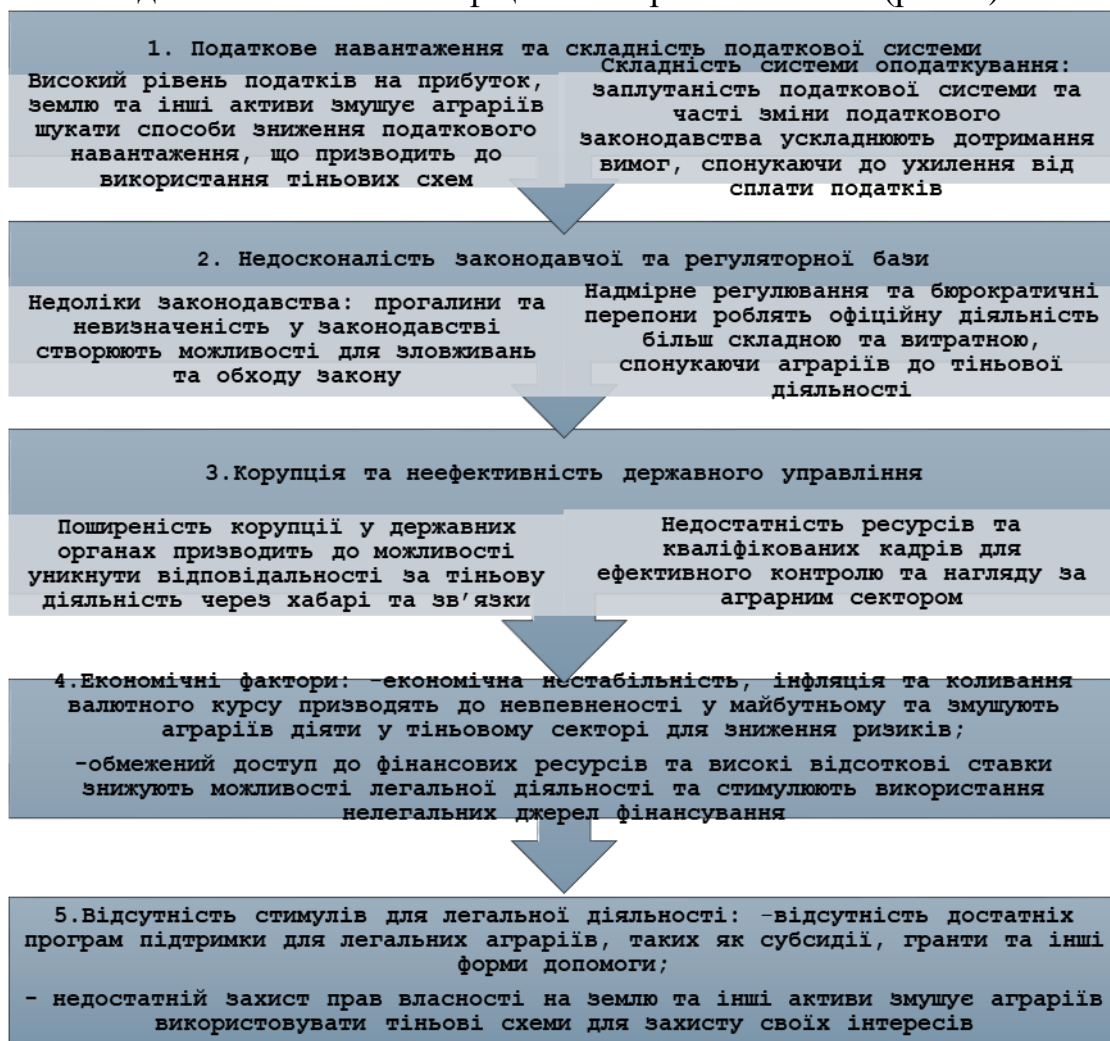 1. Податкове навантаження та складність податкової системи
Високий рівень податків на прибуток,
землю та інші активи змушує аграріїв
шукати способи зниження податкового
навантаження, що призводить до
використання тіньових схем
Складність системи оподаткування:
заплутаність податкової системи та
часті зміни податкового
законодавства ускладнюють дотримання
вимог, спонукаючи до ухилення від
сплати податків
2. Недосконалість законодавчої та регуляторної бази
Недоліки законодавства: прогалини та
невизначеність у законодавстві
створюють можливості для зловживань
та обходу закону
Надмірне регулювання та бюрократичні
перепони роблять офіційну діяльність
більш складною та витратною,
спонукаючи аграріїв до тіньової
діяльності
3.Корупція та неефективність державного управління
Поширеність корупції у державних
органах призводить до можливості
уникнути відповідальності за тіньову
діяльність через хабарі та зв’язки
Недостатність ресурсів та
кваліфікованих кадрів для
ефективного контролю та нагляду за
аграрним сектором
4.Економічні фактори: -економічна нестабільність, інфляція та коливання
валютного курсу призводять до невпевненості у майбутньому та змушують
аграріїв діяти у тіньовому секторі для зниження ризиків;
-обмежений доступ до фінансових ресурсів та високі відсоткові ставки
знижують можливості легальної діяльності та стимулюють використання
нелегальних джерел фінансування
5.Відсутність стимулів для легальної діяльності: -відсутність достатніх
програм підтримки для легальних аграріїв, таких як субсидії, гранти та інші
форми допомоги;
- недостатній захист прав власності на землю та інші активи змушує аграріїв
використовувати тіньові схеми для захисту своїх інтересів